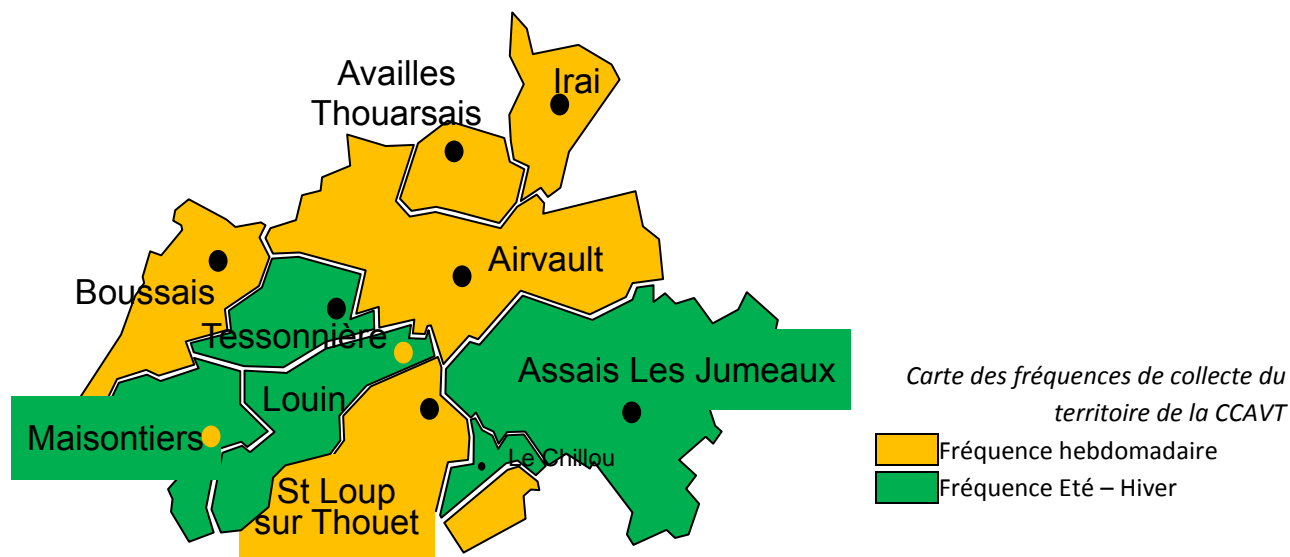 Availles
Thouarsais
Irai
Boussais
Airvault
Tessonnière
Assais Les Jumeaux
Louin
Maisontiers
Le Chillou
St Loup
sur Thouet
Carte des fréquences de collecte du
territoire de la CCAVT
Fréquence hebdomadaire
Fréquence Eté – Hiver